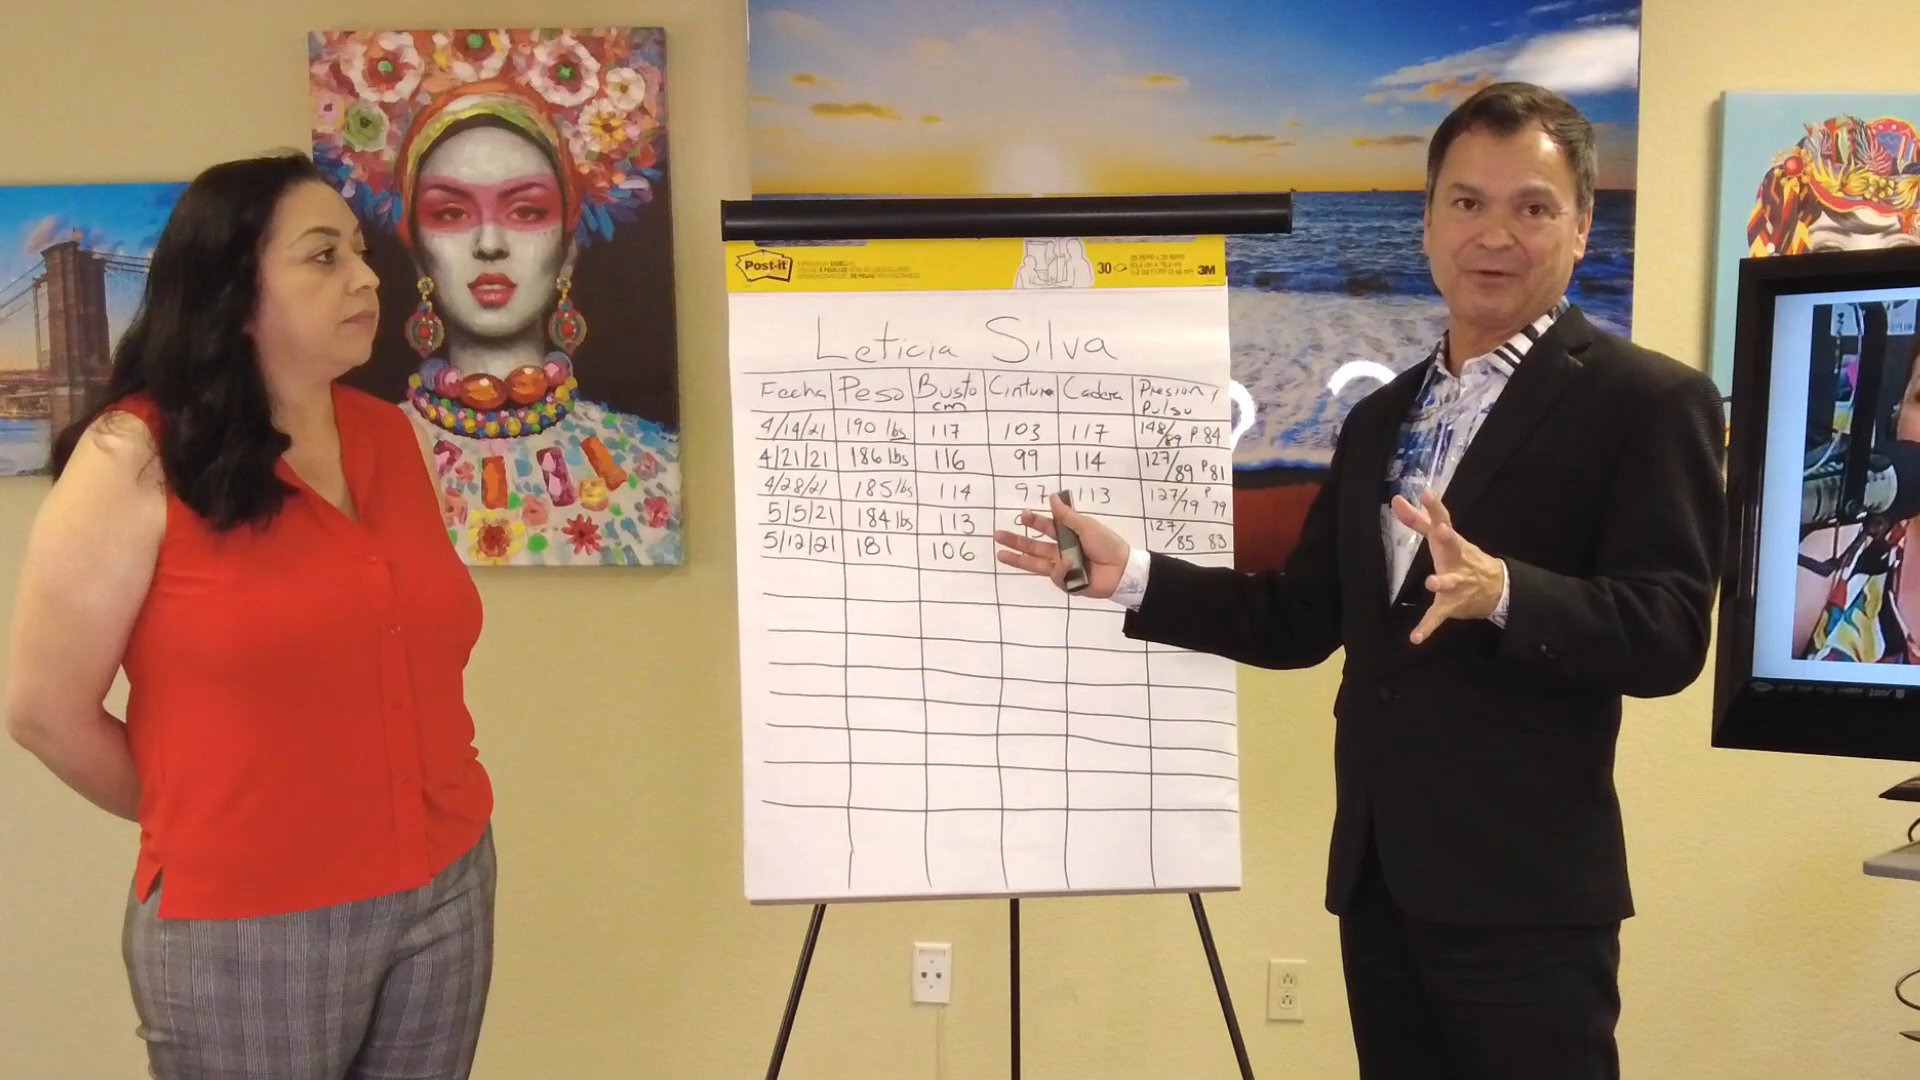 Post-it
30
3M
Leticia Silva
Fecha Peso Busto cm Cintura Cadera Presion y Pulso
4/14/21 190 lbs 117 103 117 148/89 P 84
4/21/21 186 lbs 116 99 114 127/89 P 81
4/28/21 185 lbs 114 97 113 127/79 P 79
5/5/21 184 lbs 113 127/85 83
5/12/21 181 106